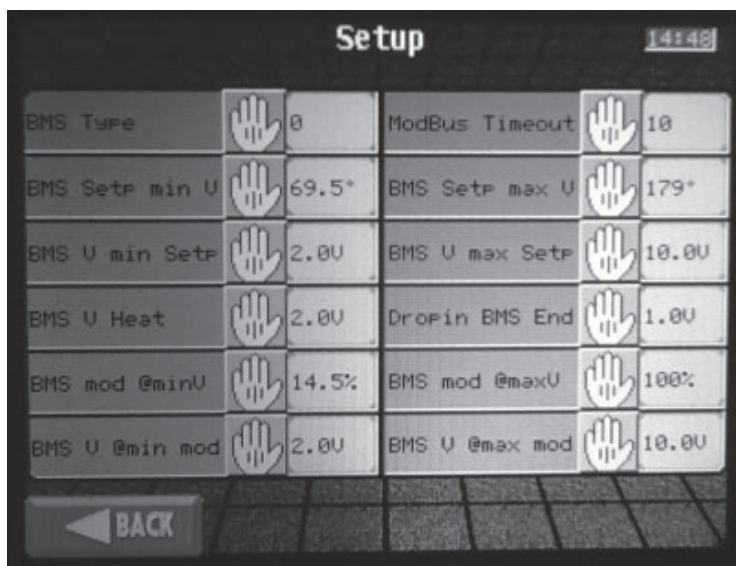 Setup
14:48
BMS Type 0 ModBus Timeout 10
BMS Setp min V 69.5° BMS Setp max V 179°
BMS V min Setp 2.0V BMS V max Setp 10.0V
BMS V Heat 2.0V Dropin BMS End 1.0V
BMS mod @minV 14.5% BMS mod @maxV 100%
BMS V @min mod 2.0V BMS V @max mod 10.0V
BACK